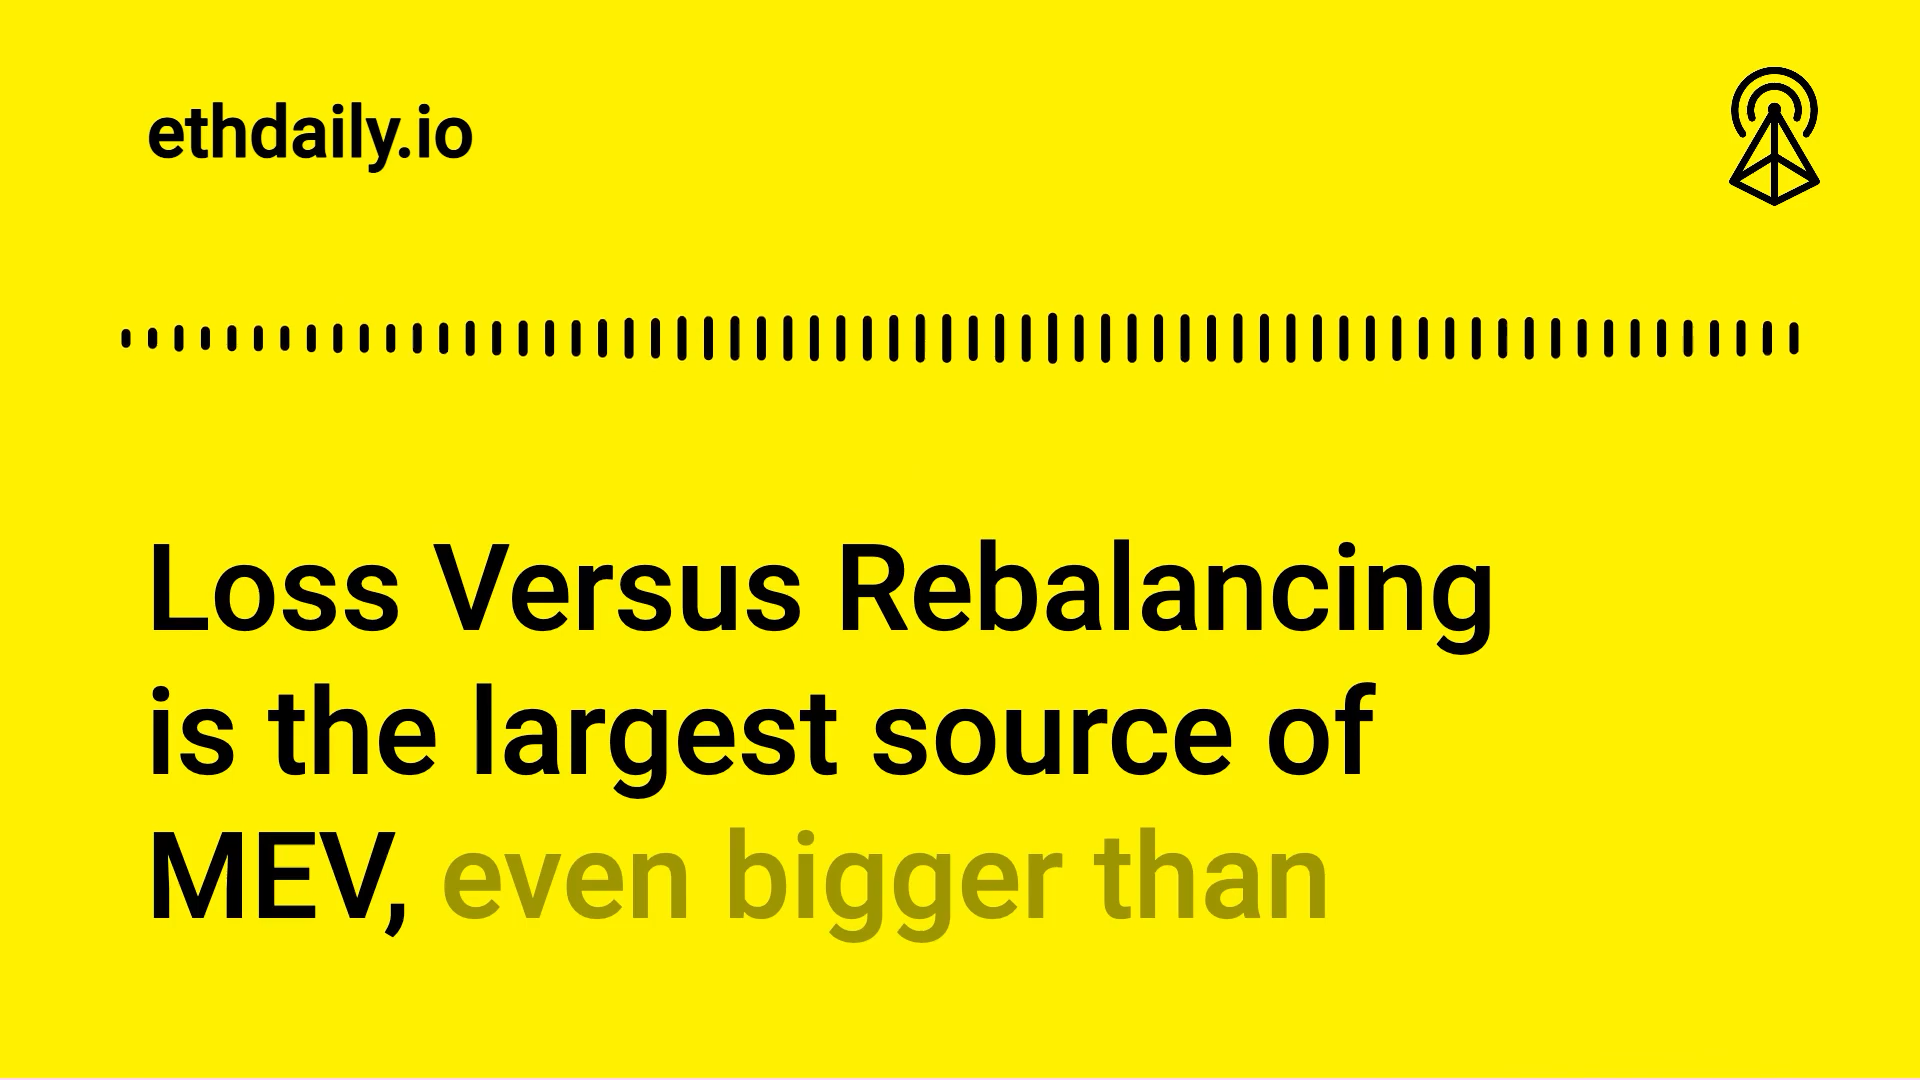 ethdaily.io
Loss Versus Rebalancing
is the largest source of
MEV, even bigger than